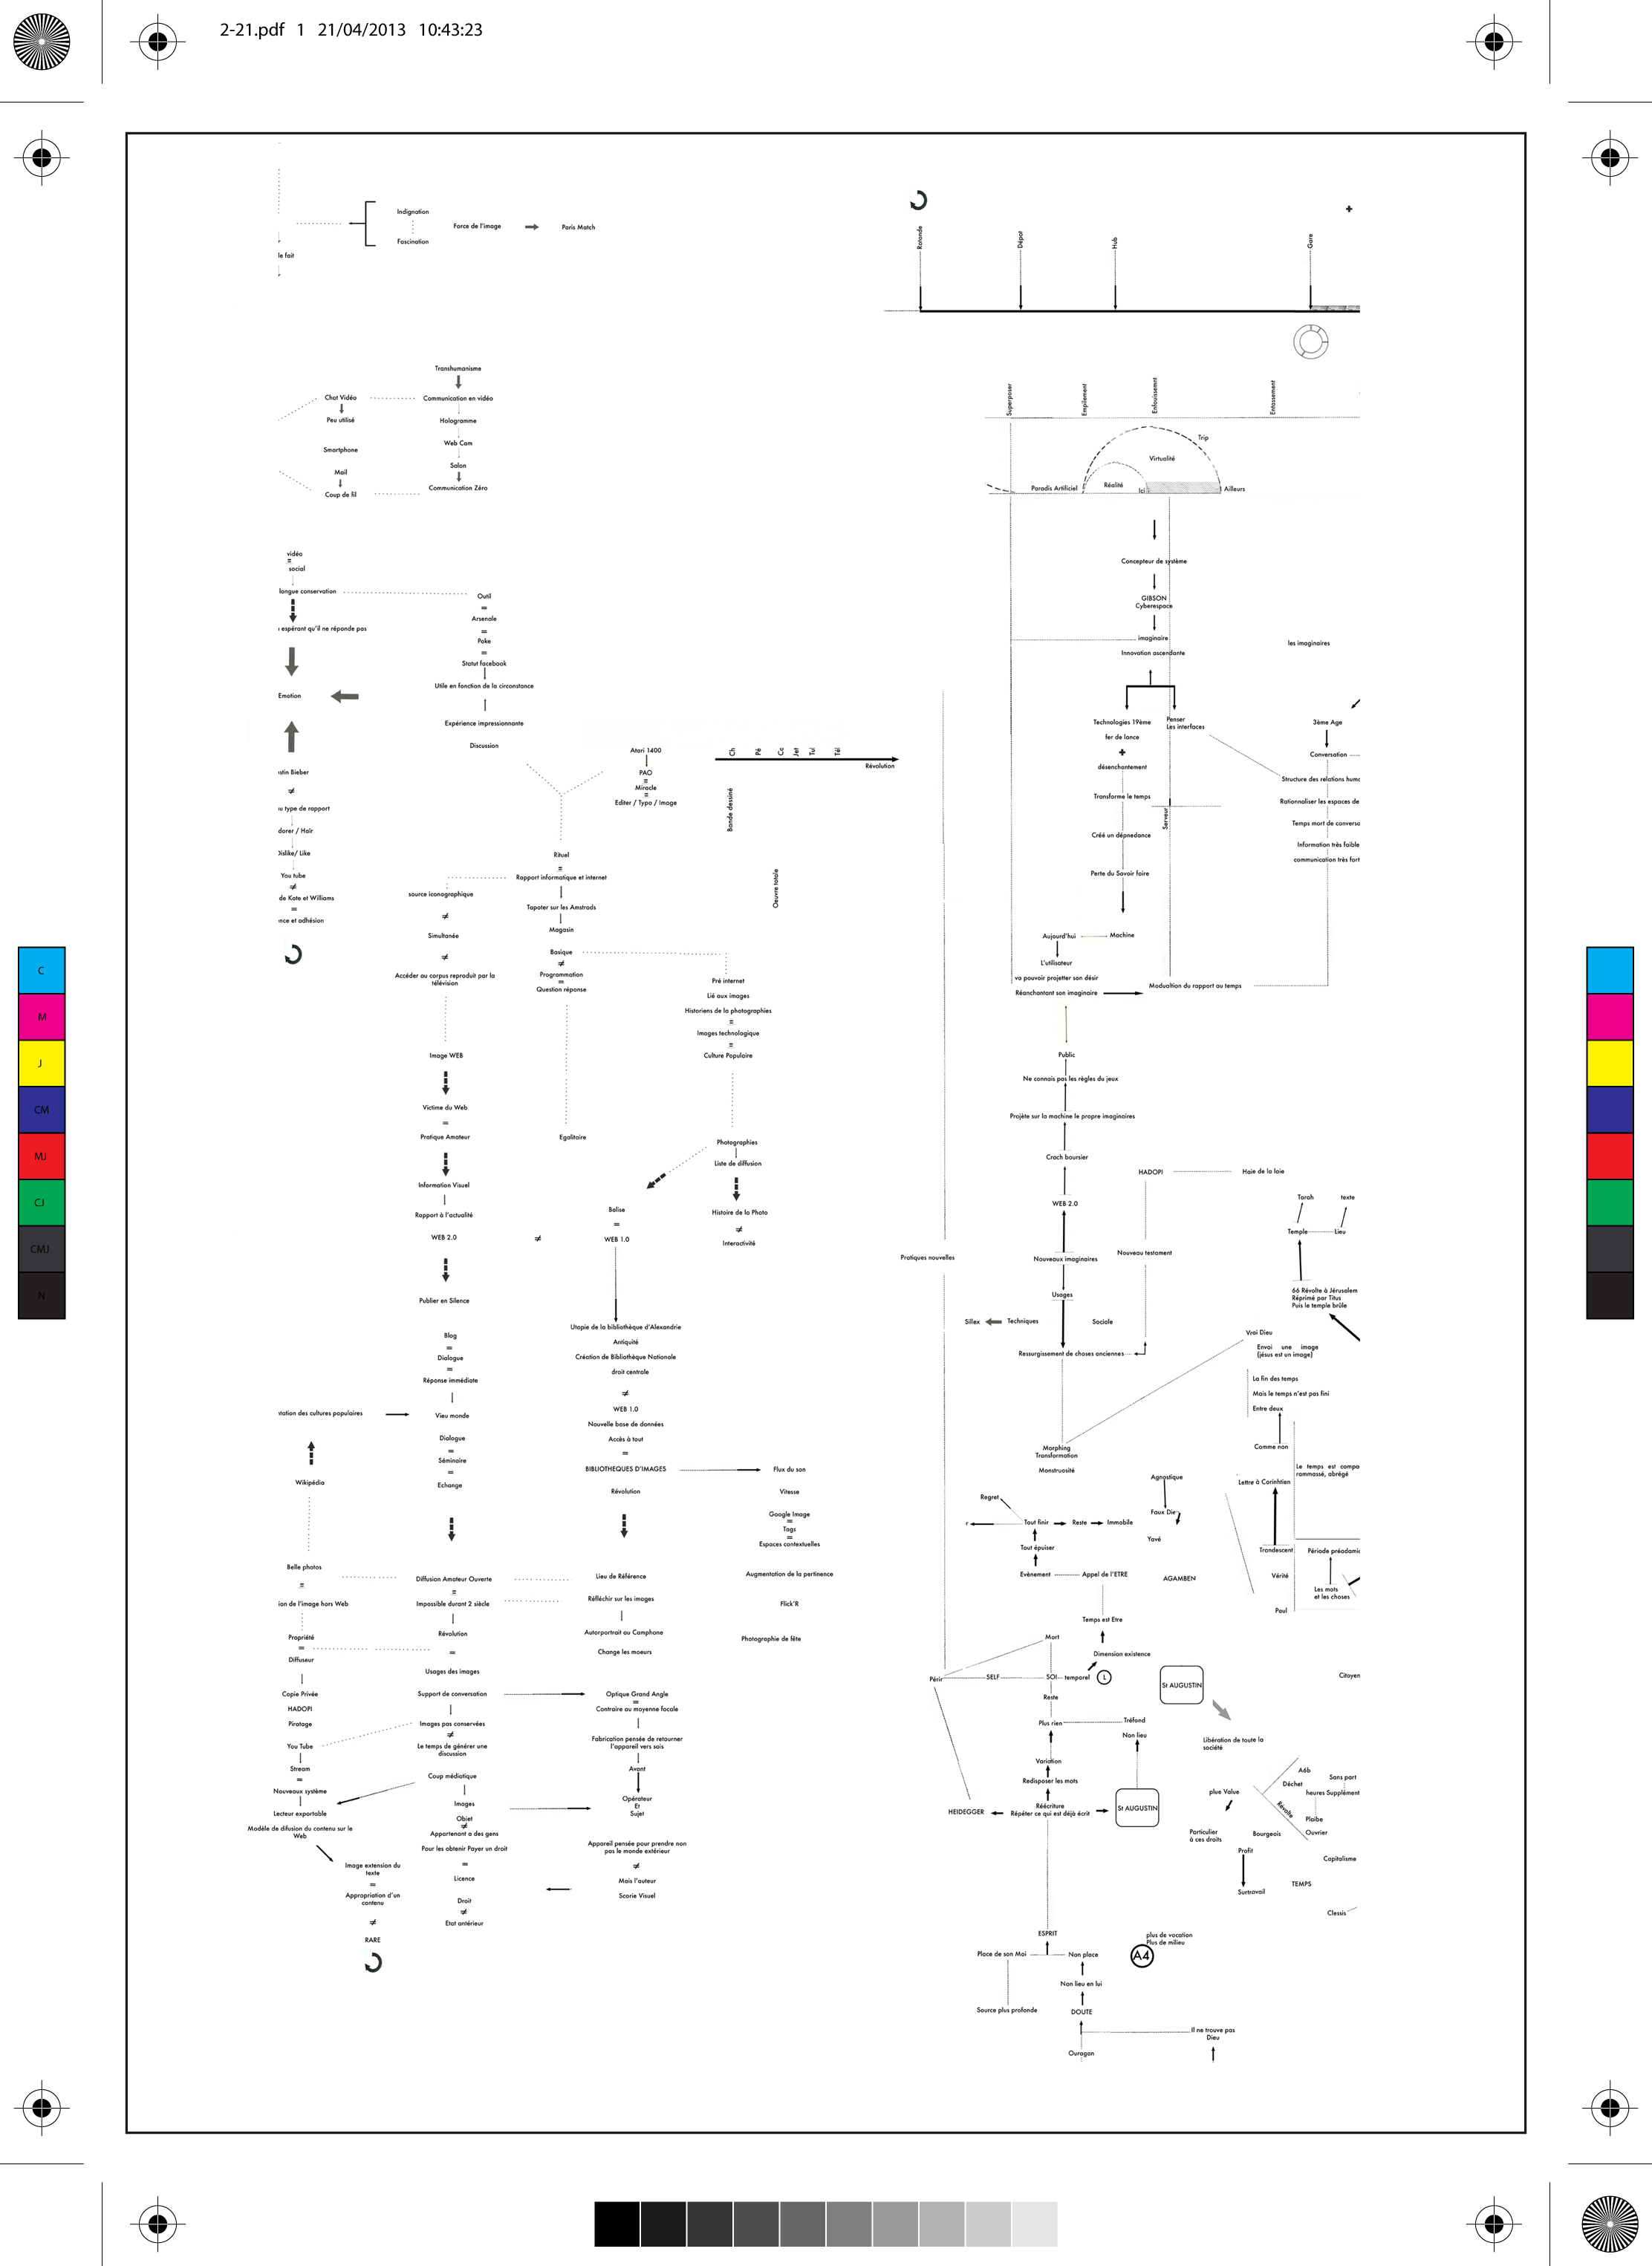 2-21.pdf 1 21/04/2013 10:43:23
Indignation
Fascination
Force de l'image
Paris Match
le fait
Transhumanisme
Chat Vidéo
Communication en vidéo
Peu utilisé
Hologramme
Web Cam
Smartphone
Salon
Mail
Communication Zéro
Coup de fil
vidéo
=
social
longue conservation
espérant qu'il ne réponde pas
Emotion
Outil
=
Arsenale
=
Poke
=
Statut facebook
Utile en fonction de la circonstance
Expérience impressionnante
Discussion
Atari 1400
PAO
=
Miracle
=
Editer / Typo / Image
Ch
Pé
Ca
Jet
Tul
Tél
Révolution
Bande dessiné
Oeuvre totale
stin Bieber
≠
u type de rapport
dorer / Haïr
Dislike/ Like
You tube
≠
de Kate et Williams
=
nce et adhésion
Rituel
=
Rapport informatique et internet
source iconographique
≠
Tapoter sur les Amstrads
Magasin
Simultanée
≠
Accéder au corpus reproduit par la
télévision
Basique
≠
Programmation
=
Question réponse
Pré internet
Lié aux images
Historiens de la photographies
=
Images technologique
=
Culture Populaire
Image WEB
Victime du Web
=
Pratique Amateur
Egalitaire
Photographies
Liste de diffusion
Information Visuel
Rapport à l'actualité
Histoire de la Photo
≠
Interactivité
Balise
=
WEB 2.0
≠
WEB 1.0
Publier en Silence
Utopie de la bibliothèque d'Alexandrie
Antiquité
Création de Bibliothèque Nationale
droit centrale
≠
WEB 1.0
Nouvelle base de données
Accès à tout
=
BIBLIOTHEQUES D'IMAGES
Révolution
Blog
=
Dialogue
=
Réponse immédiate
tation des cultures populaires
Vieu monde
Dialogue
=
Séminaire
=
Echange
Wikipédia
Flux du son
Vitesse
Google Image
=
Tags
=
Espaces contextuelles
Augmentation de la pertinence
Flick'R
Photographie de fête
Belle photos
=
ion de l'image hors Web
Propriété
=
Diffuseur
Copie Privée
HADOPI
Piratage
You Tube
Stream
=
Nouveaux système
Lecteur exportable
Modèle de difusion du contenu sur le
Web
Image extension du
texte
=
Appropriation d'un
contenu
≠
RARE
Diffusion Amateur Ouverte
=
Impossible durant 2 siècle
Révolution
=
Usages des images
Support de conversation
Images pas conservées
≠
Le temps de générer une
discussion
Coup médiatique
Images
Objet
≠
Appartenant a des gens
Pour les obtenir Payer un droit
=
Licence
Droit
≠
Etat antérieur
Lieu de Référence
Réfléchir sur les images
Autorportrait au Camphone
Change les moeurs
Optique Grand Angle
=
Contraire au moyenne focale
Fabrication pensée de retourner
l'appareil vers sois
Avant
Opérateur
Et
Sujet
Appareil pensée pour prendre non
pas le monde extérieur
≠
Mais l'auteur
Scorie Visuel
Rotonde
Dépot
Hub
Gare
+
Superposer
Empilement
Enfouissemnt
Entassement
Trip
Virtualité
Paradis Artificiel
Réalité
Ici
Ailleurs
Concepteur de système
GIBSON
Cyberespace
imaginaire
Innovation ascendante
les imaginaires
Technologies 19ème
fer de lance
+
désenchantement
Transforme le temps
Créé un dépnedance
Perte du Savoir faire
Penser
Les interfaces
Serveur
3ème Age
Conversation
Structure des relations huma
Rationnaliser les espaces de
Temps mort de conversa
Information très faible
communication très fort
Aujourd'hui
Machine
L'utilisateur
va pouvoir projetter son désir
Réanchantant son imaginaire
Modualtion du rapport au temps
Public
Ne connais pas les règles du jeux
Projète sur la machine le propre imaginaires
Crach boursier
WEB 2.0
HADOPI
Haie de la loie
Torah
texte
Temple
Lieu
Pratiques nouvelles
Nouveaux imaginaires
Nouveau testament
Usages
66 Révolte à Jérusalem
Réprimé par Titus
Puis le temple brûle
Sillex
Techniques
Sociale
Ressurgissement de choses anciennes
Vrai Dieu
Envoi une image
(jésus est un image)
La fin des temps
Mais le temps n'est pas fini
Entre deux
Comme non
Morphing
Transformation
Monstruosité
Le temps est compa
rammassé, abrégé
Lettre à Corinhtien
Agnostique
Faux Die
Yavé
AGAMBEN
Regret
r
Tout finir
Reste
Immobile
Tout épuiser
Evènement
Appel de l'ETRE
Temps est Etre
Dimension existence
Trandescent
Période préadamic
Vérité
Les mots
et les choses
Paul
Mort
Périr
SELF
SOI
temporel
L
Reste
Plus rien
Tréfond
Non lieu
Variation
Redisposer les mots
Réécriture
Répéter ce qui est déjà écrit
HEIDEGGER
St AUGUSTIN
St AUGUSTIN
Citoyen
Libération de toute la
société
A6b
Déchet
Sans part
heures Supplément
plue Value
Révolte
Plaibe
Ouvrier
Particulier
à ces droits
Bourgeois
Profit
Capitalisme
Surtravail
TEMPS
Clessis
ESPRIT
Place de son Moi
Non place
Non lieu en lui
Source plus profonde
DOUTE
Ouragan
plus de vocation
Plus de milieu
A4
Il ne trouve pas
Dieu
C
M
J
CM
MJ
CJ
CMJ
N